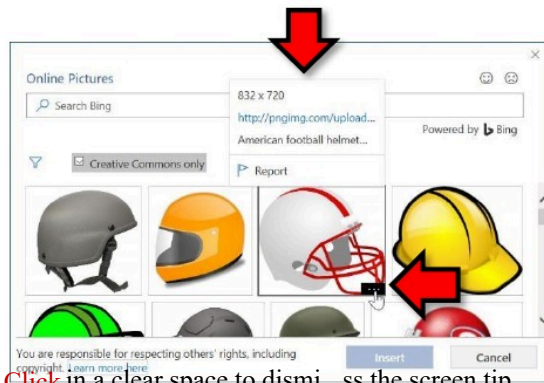 Online Pictures
Search Bing
832 x 720
http://pngimg.com/upload...
American football helmet...
Report
Powered by Bing
Creative Commons only
...
You are responsible for respecting others' rights, including
copyright. Learn more here
Insert
Cancel
Click in a clear space to dismi ss the screen tip